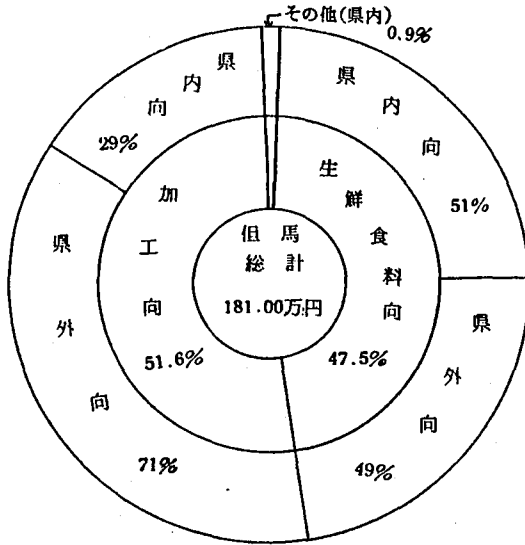 その他(県内)
0.9%
県内向
51%
県外向
49%
県外向
71%
県内向
29%
生鮮食料向
47.5%
加工向
51.6%
但馬
総計
181.00万円